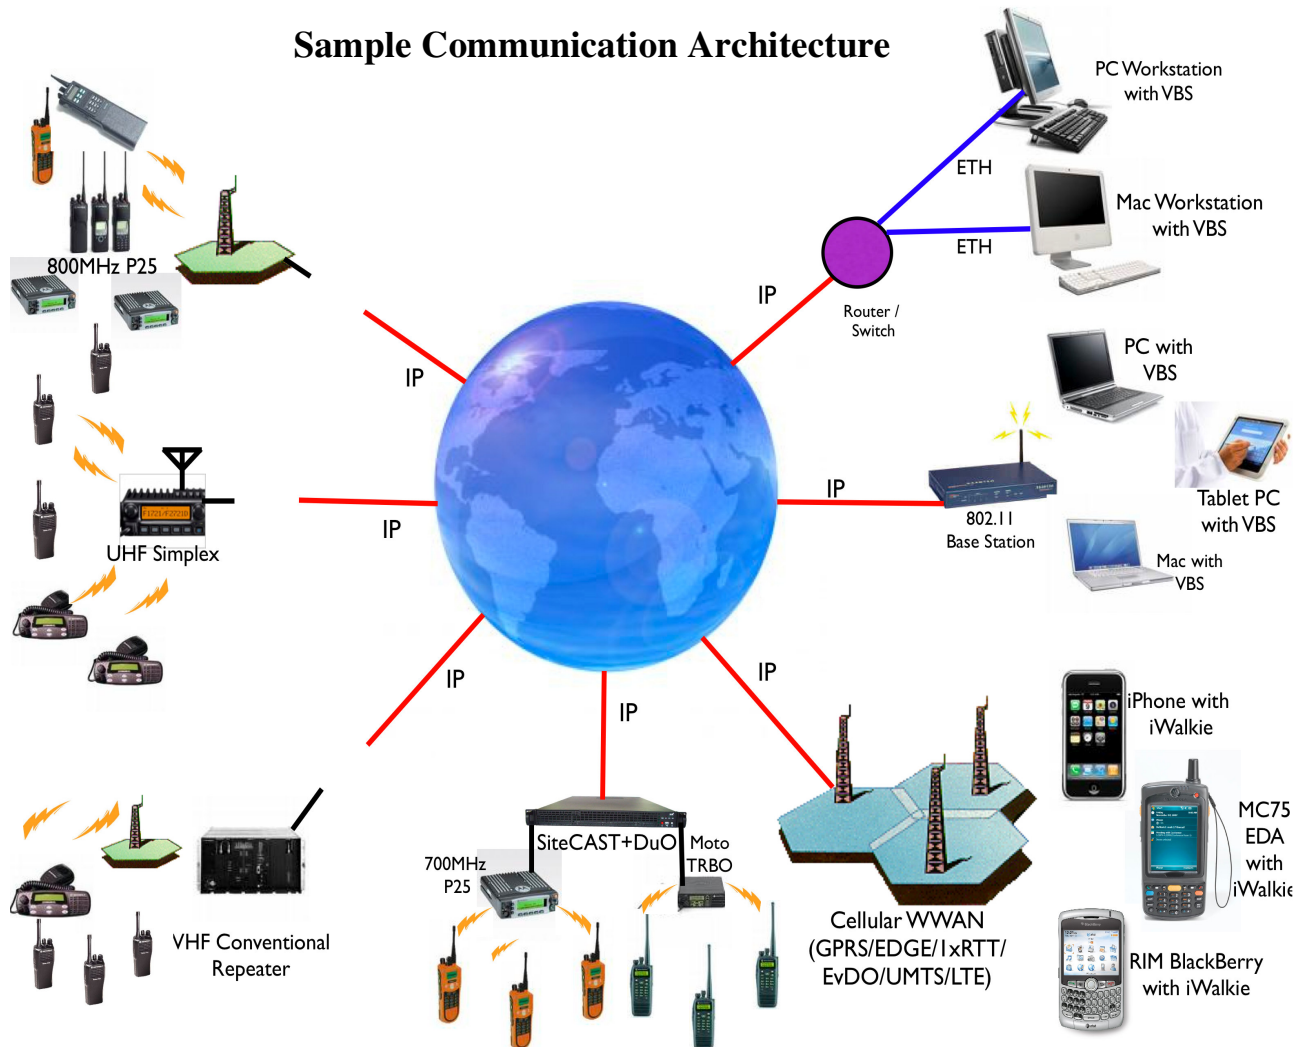 Sample Communication Architecture
PC Workstation
with VBS
ETH
Mac Workstation
with VBS
ETH
800MHz P25
IP
Router /
Switch
IP
PC with
VBS
IP
802.11
Base Station
Tablet PC
with VBS
Mac with
VBS
F1721/F2721D
UHF Simplex
IP
IP
IP
IP
iPhone with
iWalkie
MC75
EDA
with
iWalkie
SiteCAST+DuO
Moto
TRBO
700MHz
P25
Cellular WWAN
(GPRS/EDGE/1xRTT/
EvDO/UMTS/LTE)
VHF Conventional
Repeater
RIM BlackBerry
with iWalkie